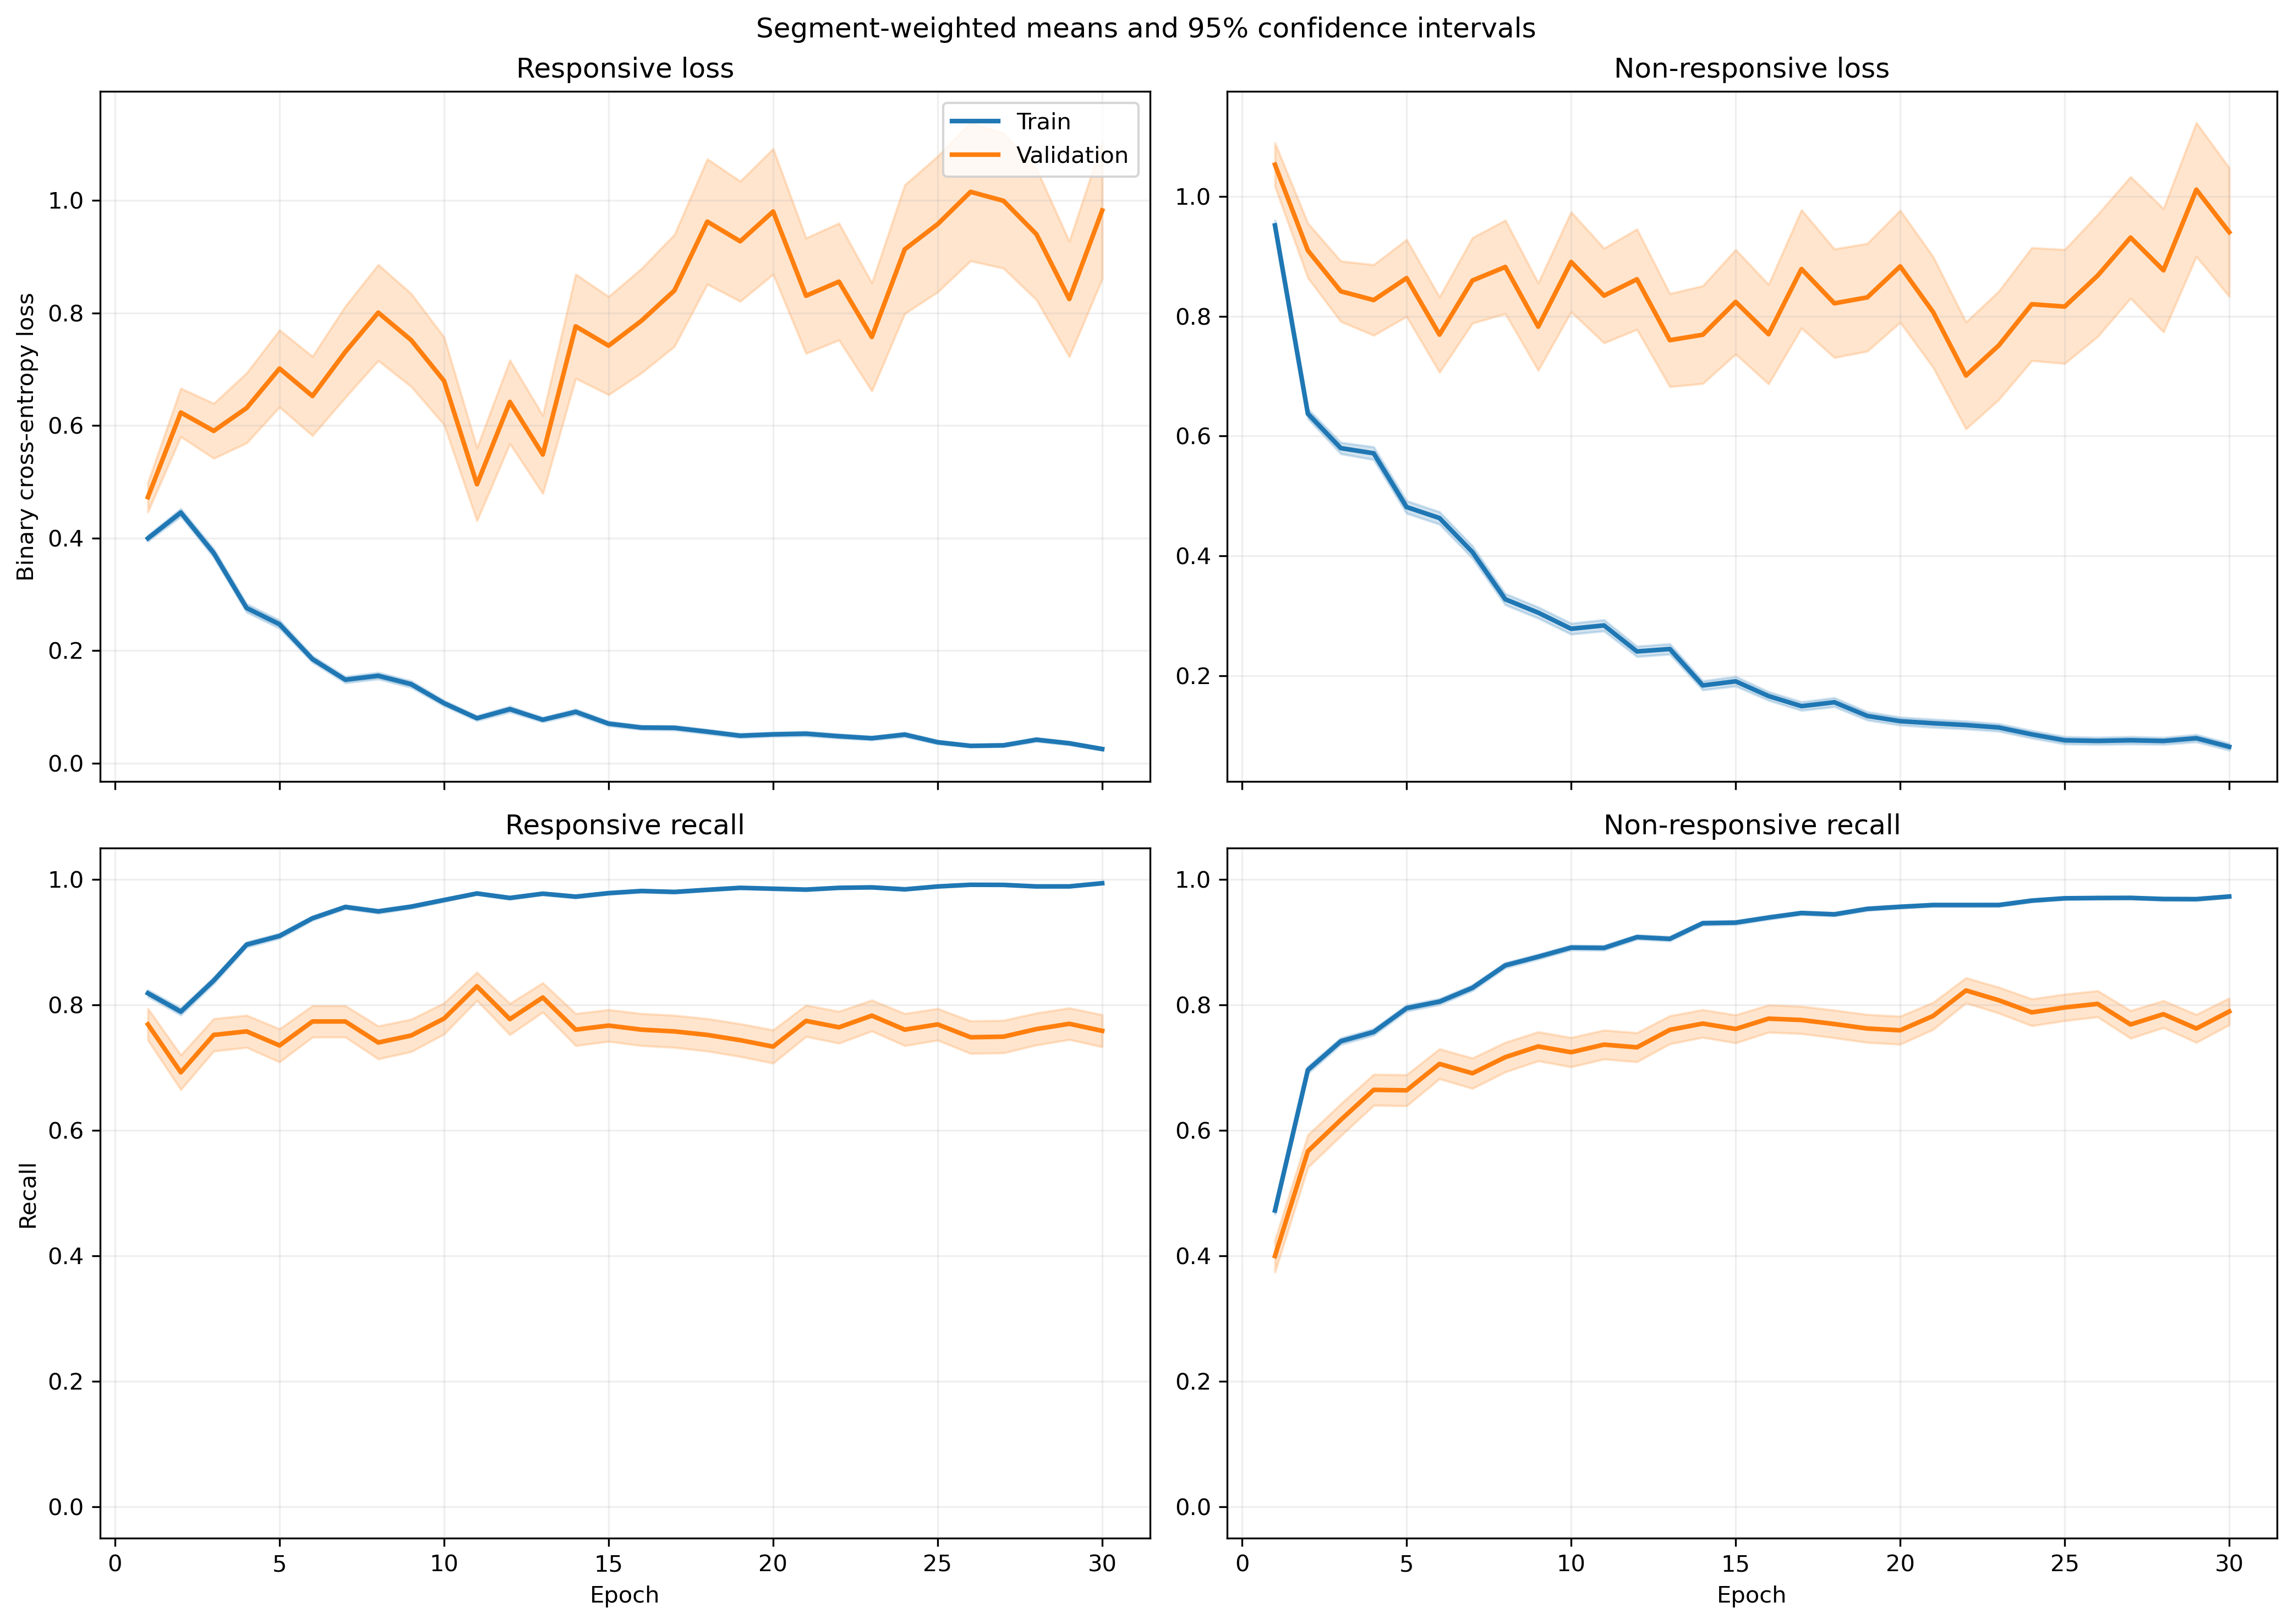 Segment-weighted means and 95% confidence intervals
Responsive loss
Train
Validation
Binary cross-entropy loss
1.0
0.8
0.6
0.4
0.2
0.0
Non-responsive loss
1.0
0.8
0.6
0.4
0.2
Responsive recall
Recall
1.0
0.8
0.6
0.4
0.2
0.0
0 5 10 15 20 25 30
Epoch
Non-responsive recall
1.0
0.8
0.6
0.4
0.2
0.0
0 5 10 15 20 25 30
Epoch